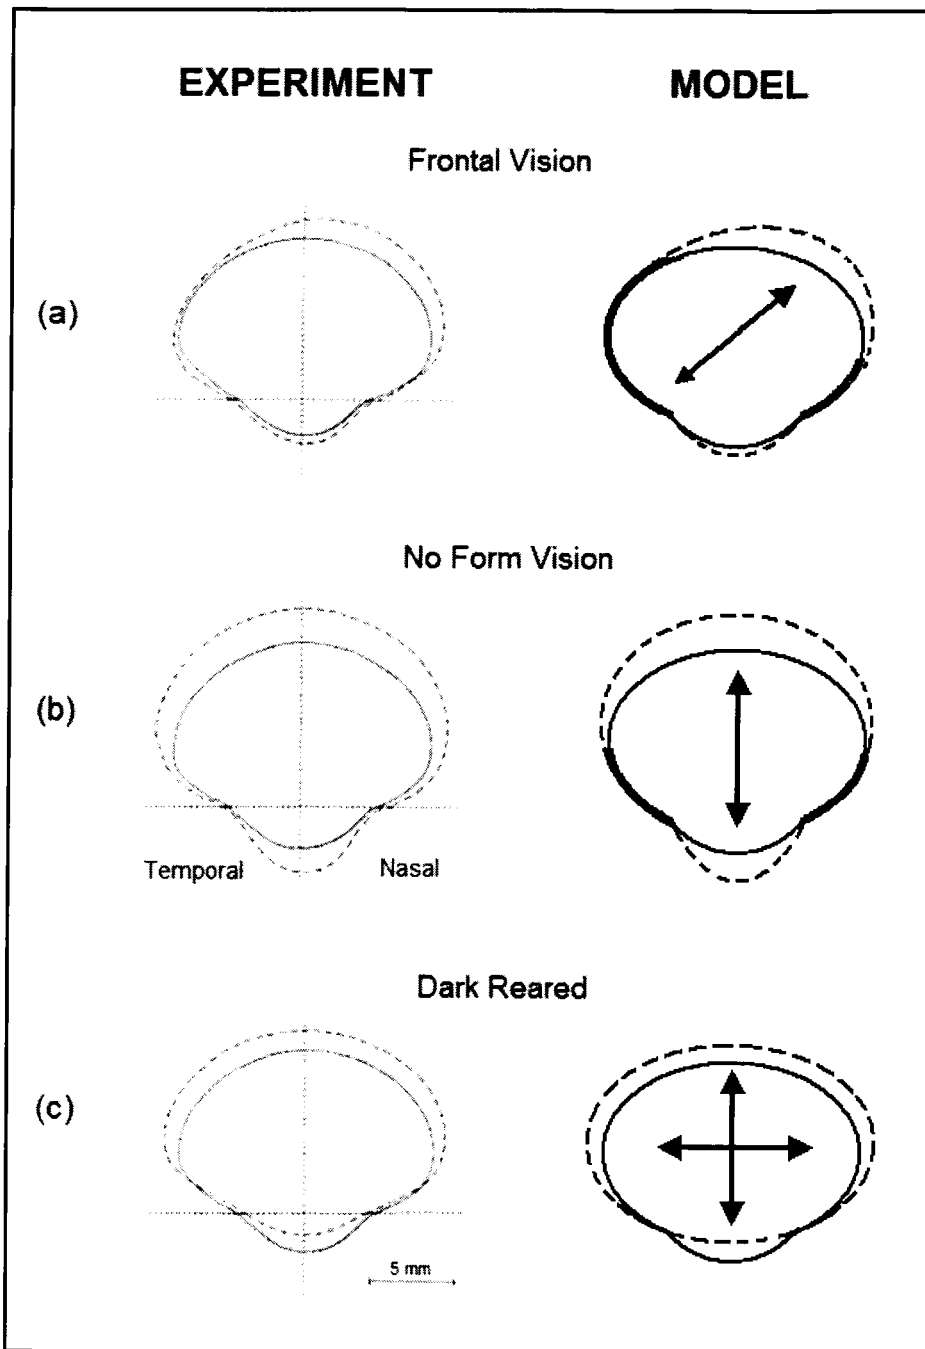 EXPERIMENT MODEL
Frontal Vision
(a)
No Form Vision
(b)
Temporal Nasal
Dark Reared
(c)
5 mm